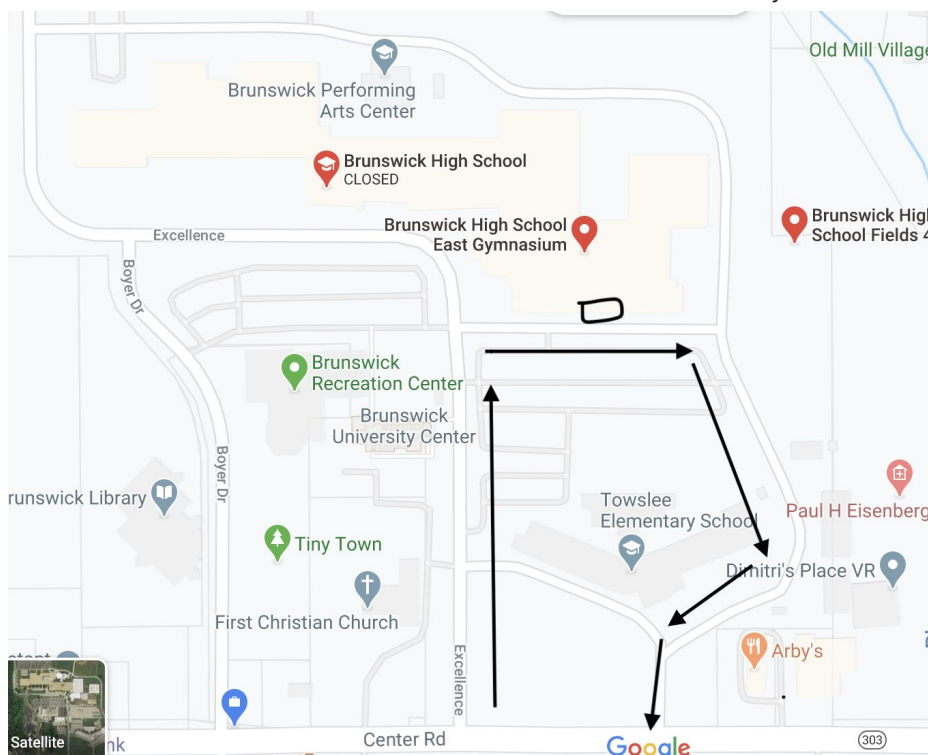 Old Mill Village
Brunswick Performing
Arts Center
Brunswick High School
CLOSED
Brunswick High School
East Gymnasium
Brunswick High
School Fields 4
Excellence
Boyer Dr
Brunswick
Recreation Center
Brunswick
University Center
Boyer Dr
runswick Library
Towslee
Elementary School
Paul H Eisenberg
Tiny Town
Dimitri's Place VR
First Christian Church
Excellence
Arby's
Satellite
nk
Center Rd
Google
303